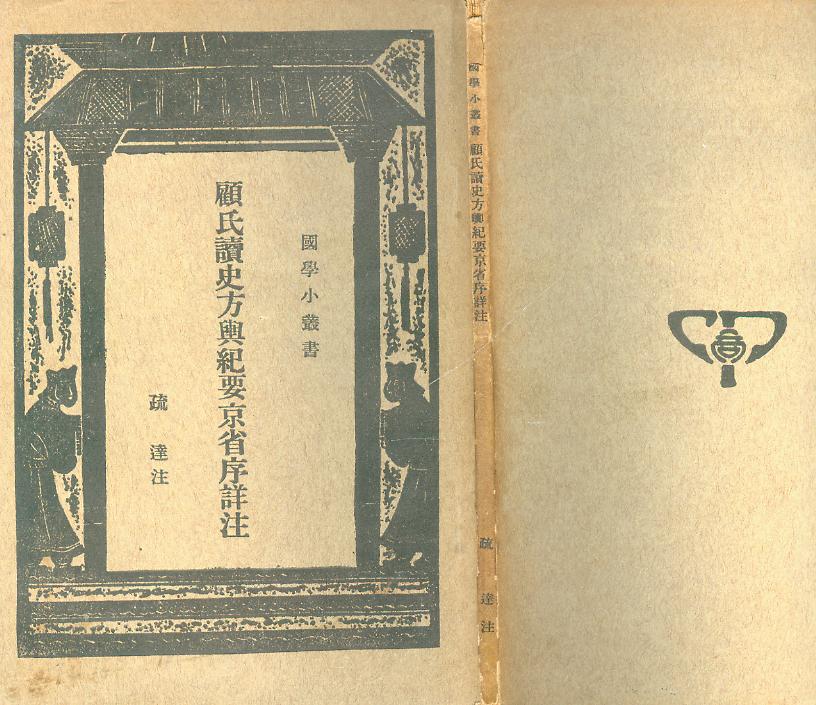 國學小叢書
顧氏讀史方輿紀要京省序詳注
疏達注
國學小叢書 顧氏讀史方輿紀要京省序詳注 疏達注